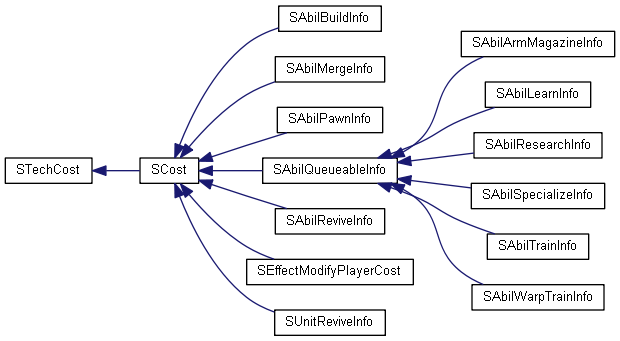 STechCost
SCost
SAbilBuildInfo
SAbilMergeInfo
SAbilPawnInfo
SAbilQueueableInfo
SAbilReviveInfo
SEffectModifyPlayerCost
SUnitReviveInfo
SAbilArmMagazineInfo
SAbilLearnInfo
SAbilResearchInfo
SAbilSpecializeInfo
SAbilTrainInfo
SAbilWarpTrainInfo